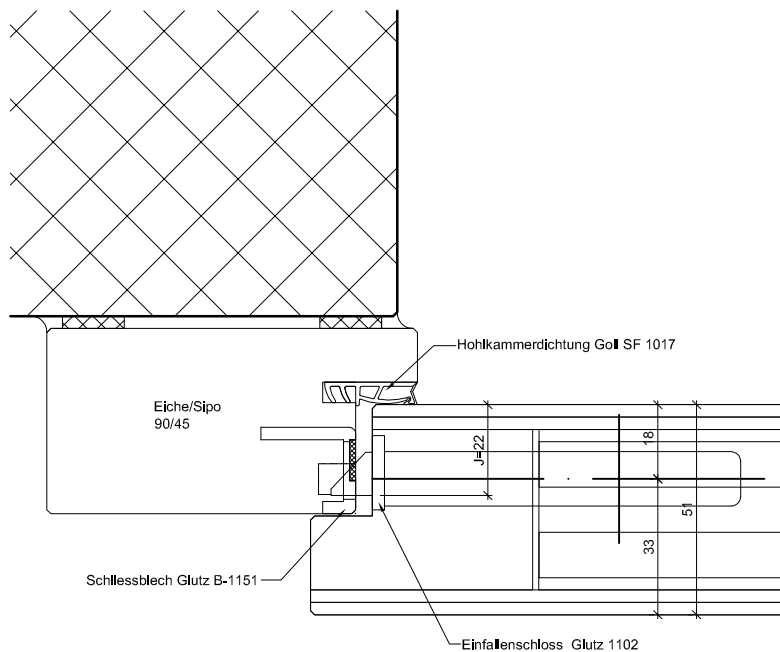 Hohlkammerdichtung Goll SF 1017
Eiche/Sipo
90/45
J=22
18
51
33
Schliessblech Glutz B-1151
Einfallenschloss Glutz 1102